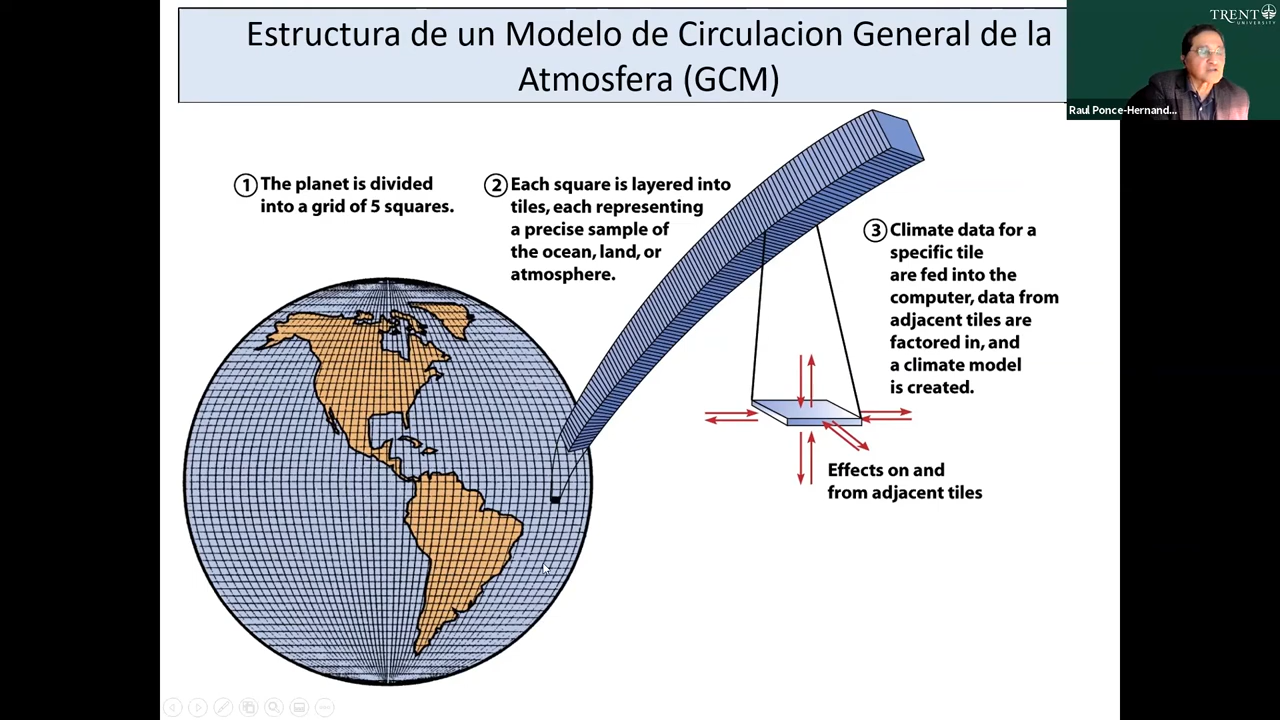 Estructura de un Modelo de Circulacion General de la
Atmosfera (GCM)
TRENT
UNIVERSITY
Raul Ponce-Hernand...
1 The planet is divided
into a grid of 5 squares.
2 Each square is layered into
tiles, each representing
a precise sample of
the ocean, land, or
atmosphere.
3 Climate data for a
specific tile
are fed into the
computer, data from
adjacent tiles are
factored in, and
a climate model
is created.
Effects on and
from adjacent tiles